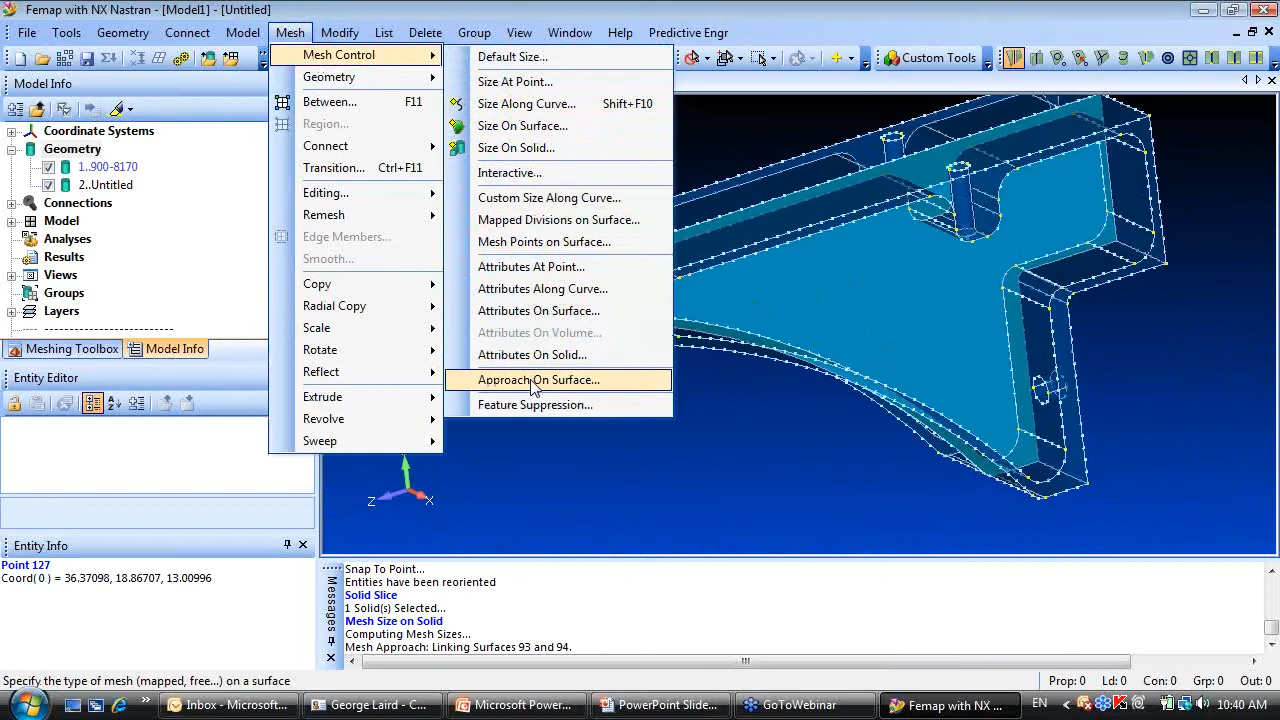 Femap with NX Nastran - [Model1] - [Untitled]
File Tools Geometry Connect Model Mesh Modify List Delete Group View Window Help Predictive Engr
Custom Tools
Model Info
Coordinate Systems
Geometry
1..900-8170
2..Untitled
Connections
Model
Analyses
Results
Views
Groups
Layers
Meshing Toolbox Model Info
Entity Editor
Entity Info
Point 127
Coord( 0 ) = 36.37098, 18.86707, 13.00996
Mesh Control
Geometry
Between... F11
Region...
Connect
Transition... Ctrl+F11
Editing...
Remesh
Edge Members...
Smooth...
Copy
Radial Copy
Scale
Rotate
Reflect
Extrude
Revolve
Sweep
Default Size...
Size At Point...
Size Along Curve... Shift+F10
Size On Surface...
Size On Solid...
Interactive...
Custom Size Along Curve...
Mapped Divisions on Surface...
Mesh Points on Surface...
Attributes At Point...
Attributes Along Curve...
Attributes On Surface...
Attributes On Volume...
Attributes On Solid...
Approach On Surface...
Feature Suppression...
Z X
Messages
Snap To Point...
Entities have been reoriented
Solid Slice
1 Solid(s) Selected...
Mesh Size on Solid
Computing Mesh Sizes...
Mesh Approach: Linking Surfaces 93 and 94.
Specify the type of mesh (mapped, free...) on a surface
Prop: 0 Ld: 0 Con: 0 Grp: 0 Out: 0
Inbox - Microsoft... George Laird - C... Microsoft Power... PowerPoint Slide... GoToWebinar Femap with NX ... EN 10:40 AM